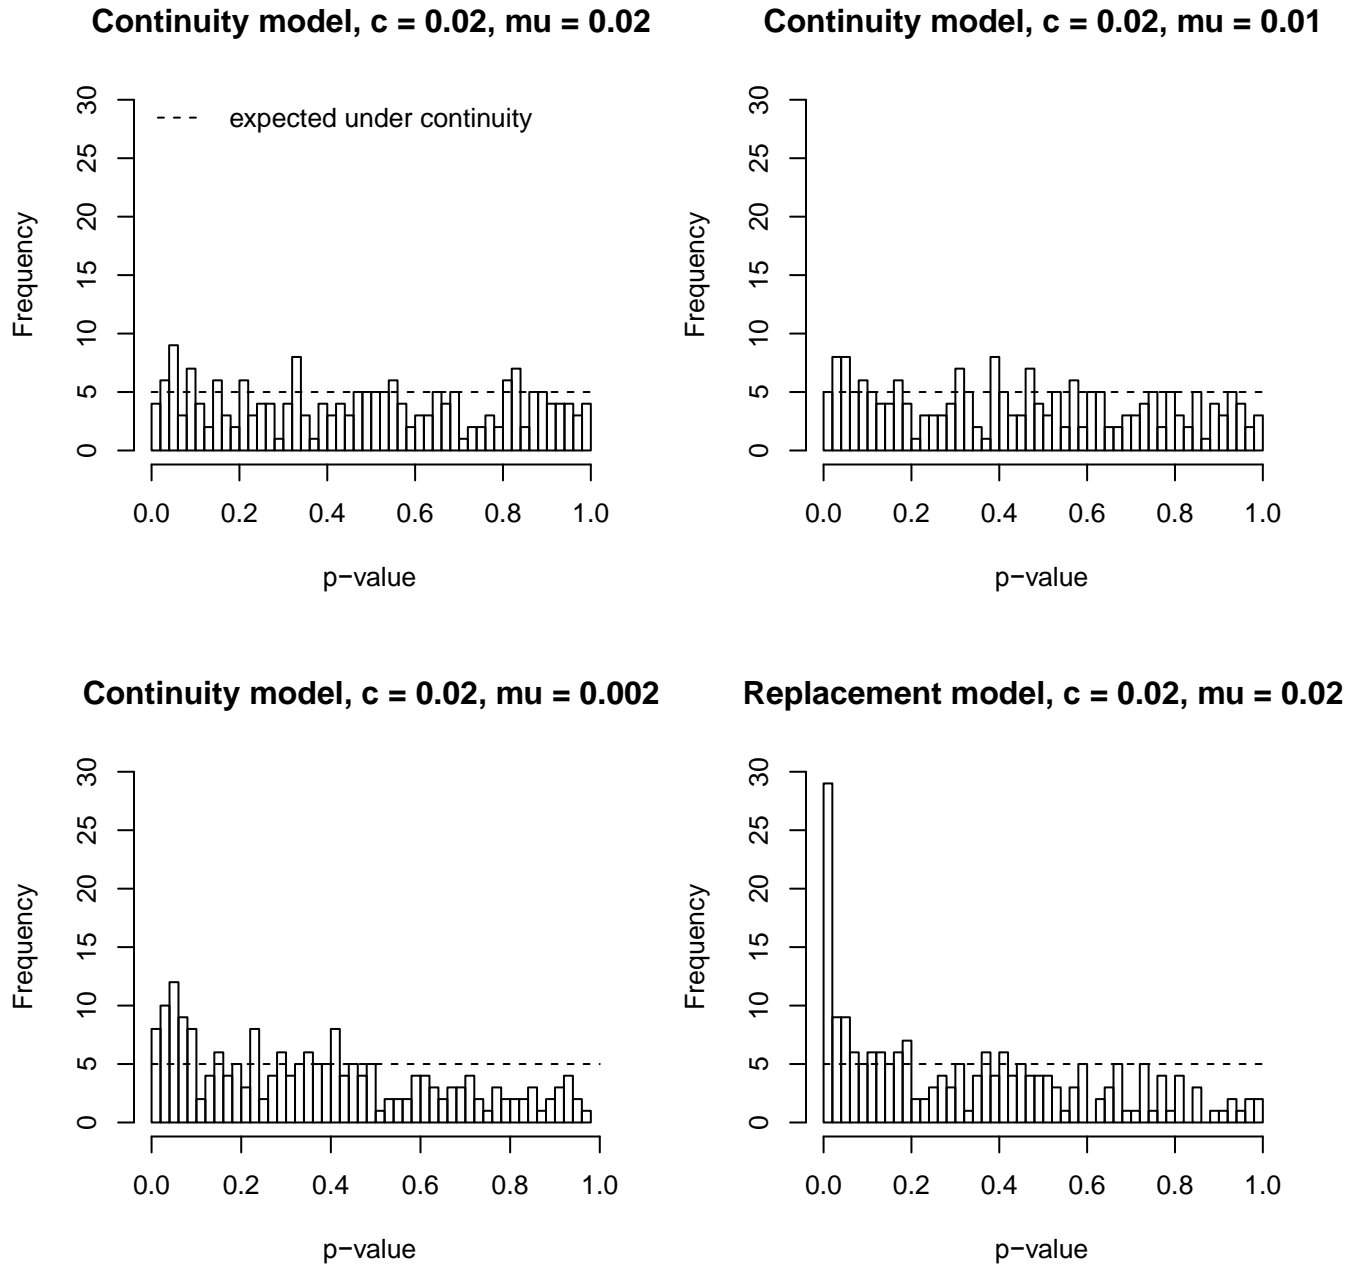 Continuity model, c = 0.02, mu = 0.02
30
25
20
15
10
5
0
Frequency
expected under continuity
0.0 0.2 0.4 0.6 0.8 1.0
p−value
Continuity model, c = 0.02, mu = 0.01
30
25
20
15
10
5
0
Frequency
0.0 0.2 0.4 0.6 0.8 1.0
p−value
Continuity model, c = 0.02, mu = 0.002
30
25
20
15
10
5
0
Frequency
0.0 0.2 0.4 0.6 0.8 1.0
p−value
Replacement model, c = 0.02, mu = 0.02
30
25
20
15
10
5
0
Frequency
0.0 0.2 0.4 0.6 0.8 1.0
p−value